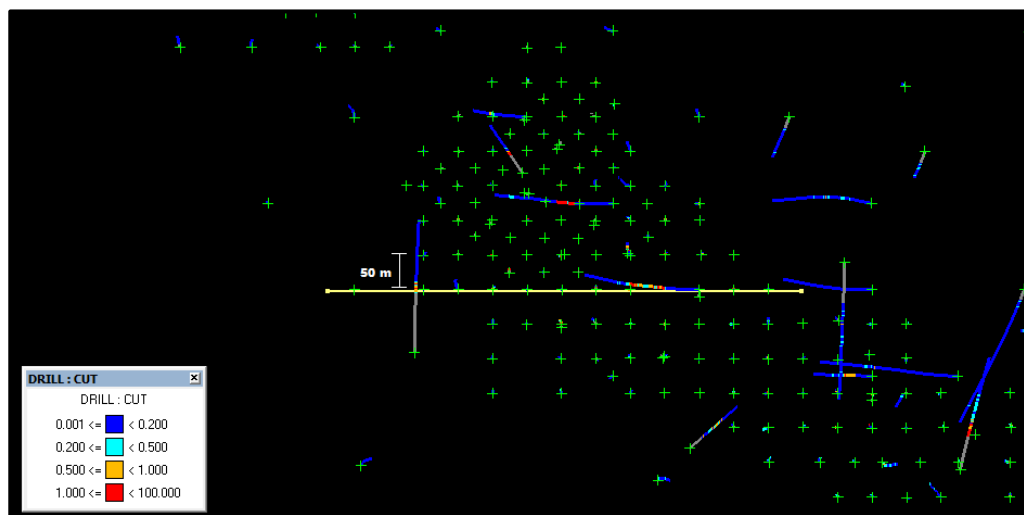 50 m
DRILL : CUT
DRILL : CUT
0.001 <= < 0.200
0.200 <= < 0.500
0.500 <= < 1.000
1.000 <= < 100.000